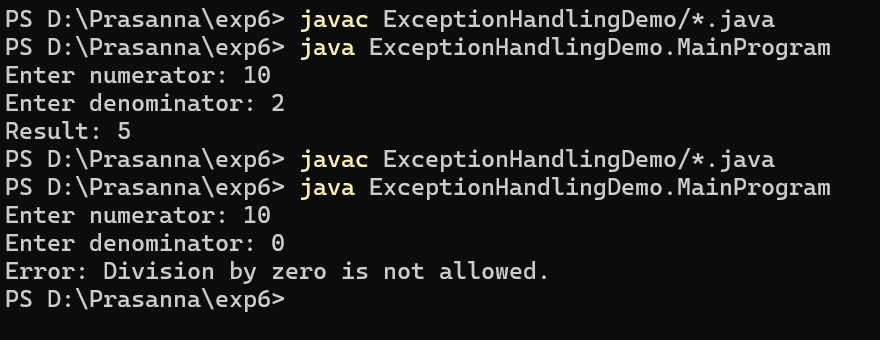 PS D:\Prasanna\exp6> javac ExceptionHandlingDemo/*.java
PS D:\Prasanna\exp6> java ExceptionHandlingDemo.MainProgram
Enter numerator: 10
Enter denominator: 2
Result: 5
PS D:\Prasanna\exp6> javac ExceptionHandlingDemo/*.java
PS D:\Prasanna\exp6> java ExceptionHandlingDemo.MainProgram
Enter numerator: 10
Enter denominator: 0
Error: Division by zero is not allowed.
PS D:\Prasanna\exp6>